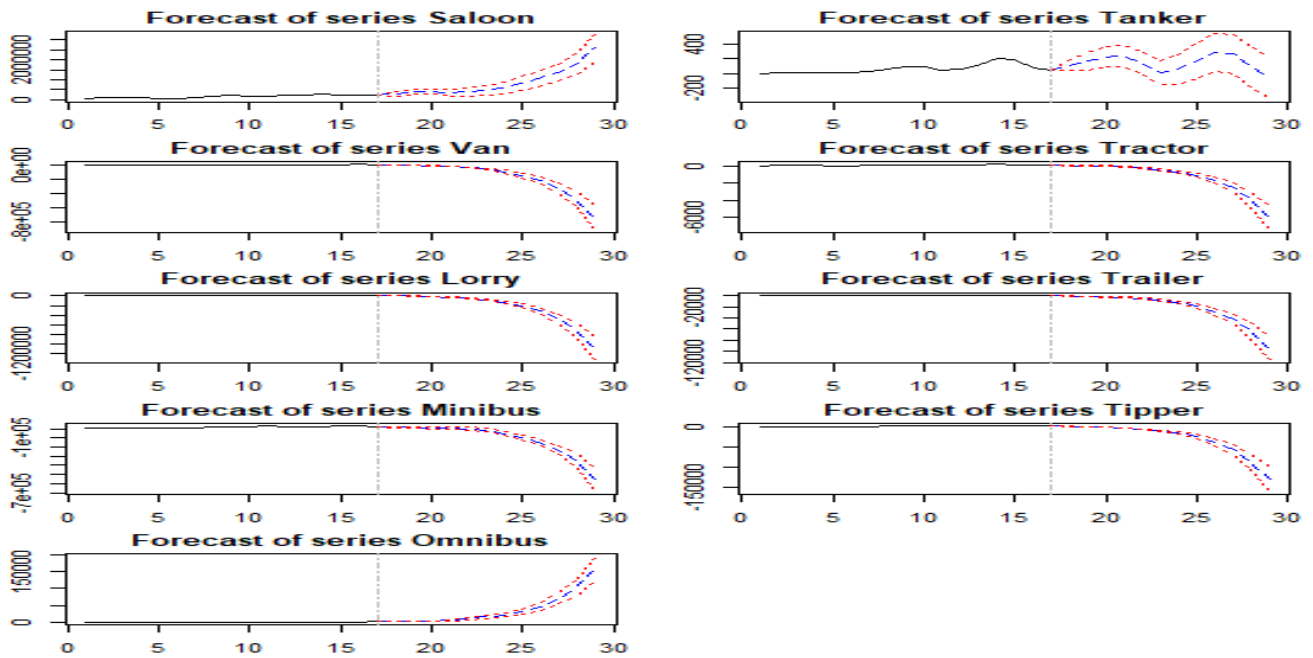 Forecast of series Saloon
2000000
0
0 5 10 15 20 25 30
Forecast of series Tanker
400
-200
0 5 10 15 20 25 30
Forecast of series Van
0e+00
-8e+05
0 5 10 15 20 25 30
Forecast of series Tractor
0
-6000
0 5 10 15 20 25 30
Forecast of series Lorry
0
-1200000
0 5 10 15 20 25 30
Forecast of series Trailer
-20000
-120000
0 5 10 15 20 25 30
Forecast of series Minibus
-1e+05
-7e+05
0 5 10 15 20 25 30
Forecast of series Tipper
0
-150000
0 5 10 15 20 25 30
Forecast of series Omnibus
150000
0
0 5 10 15 20 25 30